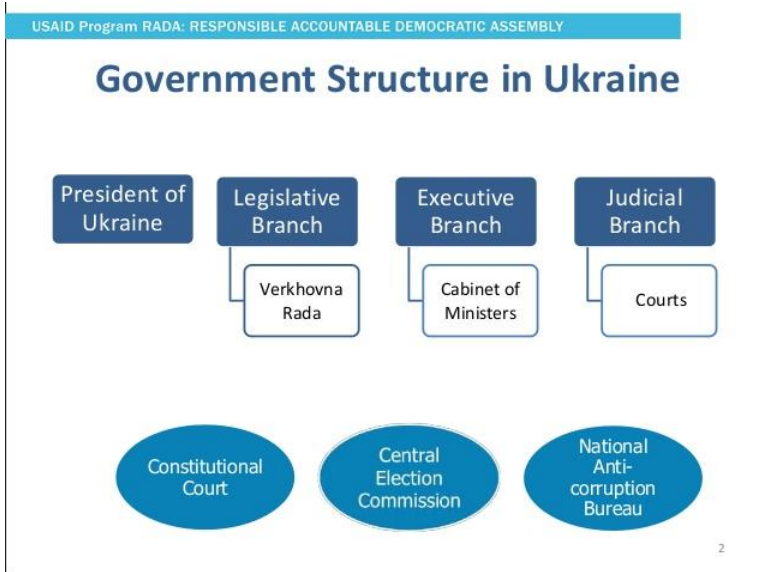 USAID Program RADA: RESPONSIBLE ACCOUNTABLE DEMOCRATIC ASSEMBLY
Government Structure in Ukraine
President of
Ukraine
Legislative
Branch
Executive
Branch
Judicial
Branch
Verkhovna
Rada
Cabinet of
Ministers
Courts
Constitutional
Court
Central
Election
Commission
National
Anti-
corruption
Bureau
2